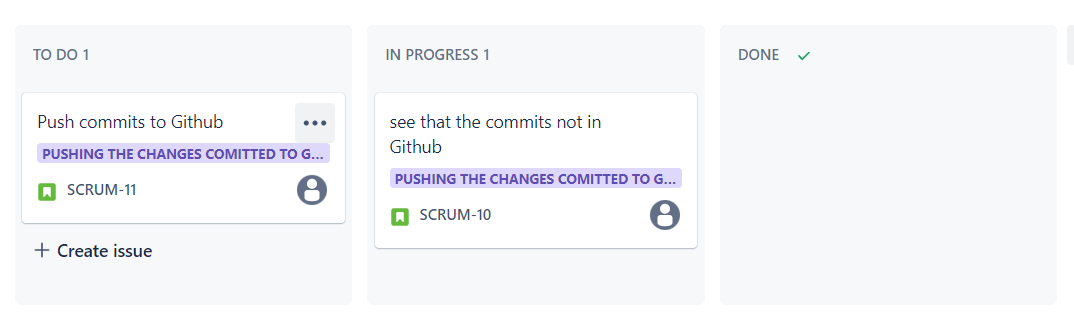 TO DO 1
Push commits to Github
PUSHING THE CHANGES COMITTED TO G...
SCRUM-11
+ Create issue
IN PROGRESS 1
see that the commits not in
Github
PUSHING THE CHANGES COMITTED TO G...
SCRUM-10
DONE